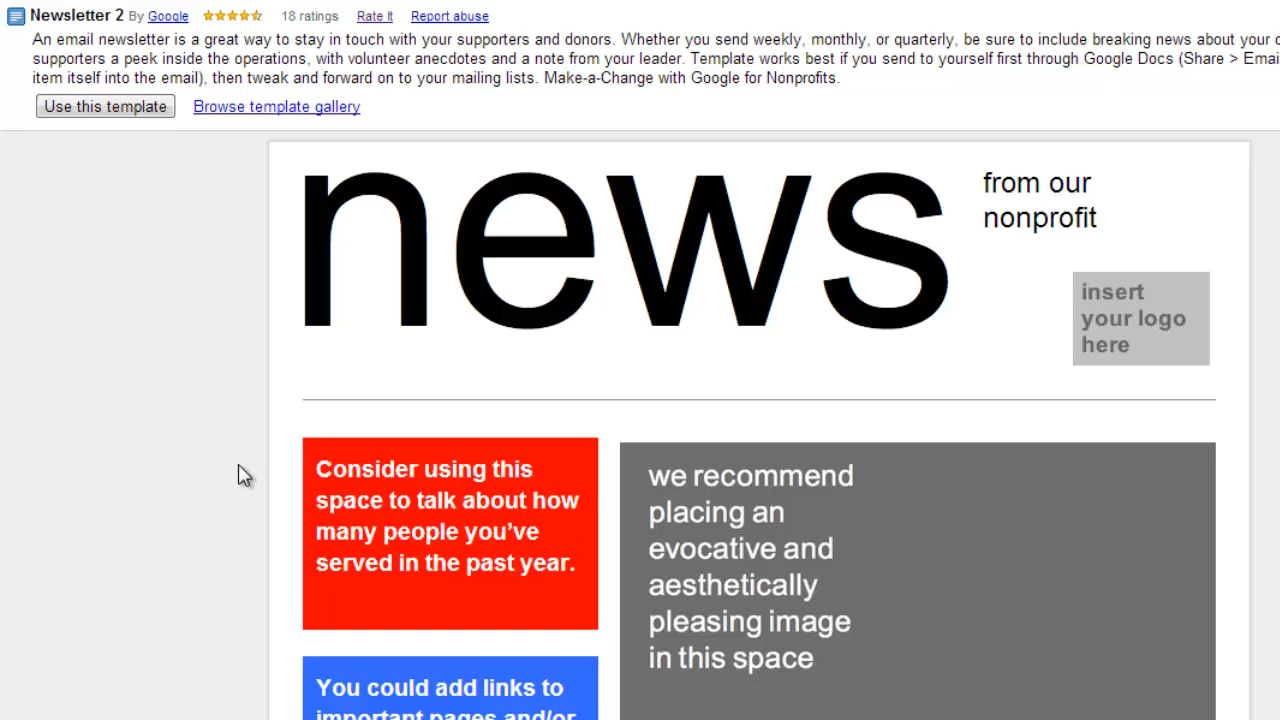 Newsletter 2 By Google 18 ratings Rate It Report abuse
An email newsletter is a great way to stay in touch with your supporters and donors. Whether you send weekly, monthly, or quarterly, be sure to include breaking news about your
supporters a peek inside the operations, with volunteer anecdotes and a note from your leader. Template works best if you send to yourself first through Google Docs (Share > Emai
item itself into the email), then tweak and forward on to your mailing lists. Make-a-Change with Google for Nonprofits.
Use this template Browse template gallery
news
from our
nonprofit
insert
your logo
here
Consider using this
space to talk about how
many people you’ve
served in the past year.
we recommend
placing an
evocative and
aesthetically
pleasing image
in this space
You could add links to
important pages and/or